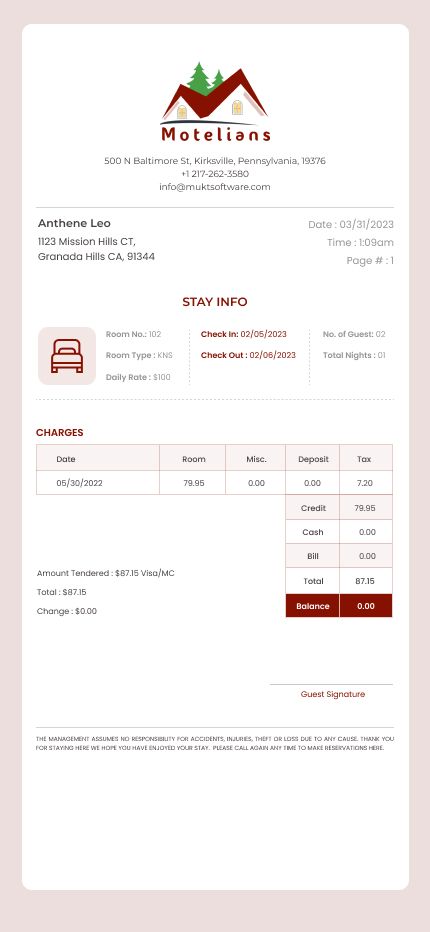 Motelians
500 N Baltimore St, Kirksville, Pennsylvania, 19376
+1 217-262-3580
info@muktsoftware.com
Anthene Leo
1123 Mission Hills CT,
Granada Hills CA, 91344
Date : 03/31/2023
Time : 1:09am
Page # : 1
STAY INFO
Room No.: 102
Room Type : KNS
Daily Rate : $100
Check In: 02/05/2023
Check Out : 02/06/2023
No. of Guest: 02
Total Nights : 01
CHARGES
Date Room Misc. Deposit Tax
05/30/2022 79.95 0.00 0.00 7.20
Credit 79.95
Cash 0.00
Bill 0.00
Total 87.15
Balance 0.00
Amount Tendered : $87.15 Visa/MC
Total : $87.15
Change : $0.00
Guest Signature
THE MANAGEMENT ASSUMES NO RESPONSIBILITY FOR ACCIDENTS, INJURIES, THEFT OR LOSS DUE TO ANY CAUSE. THANK YOU
FOR STAYING HERE WE HOPE YOU HAVE ENJOYED YOUR STAY. PLEASE CALL AGAIN ANY TIME TO MAKE RESERVATIONS HERE.